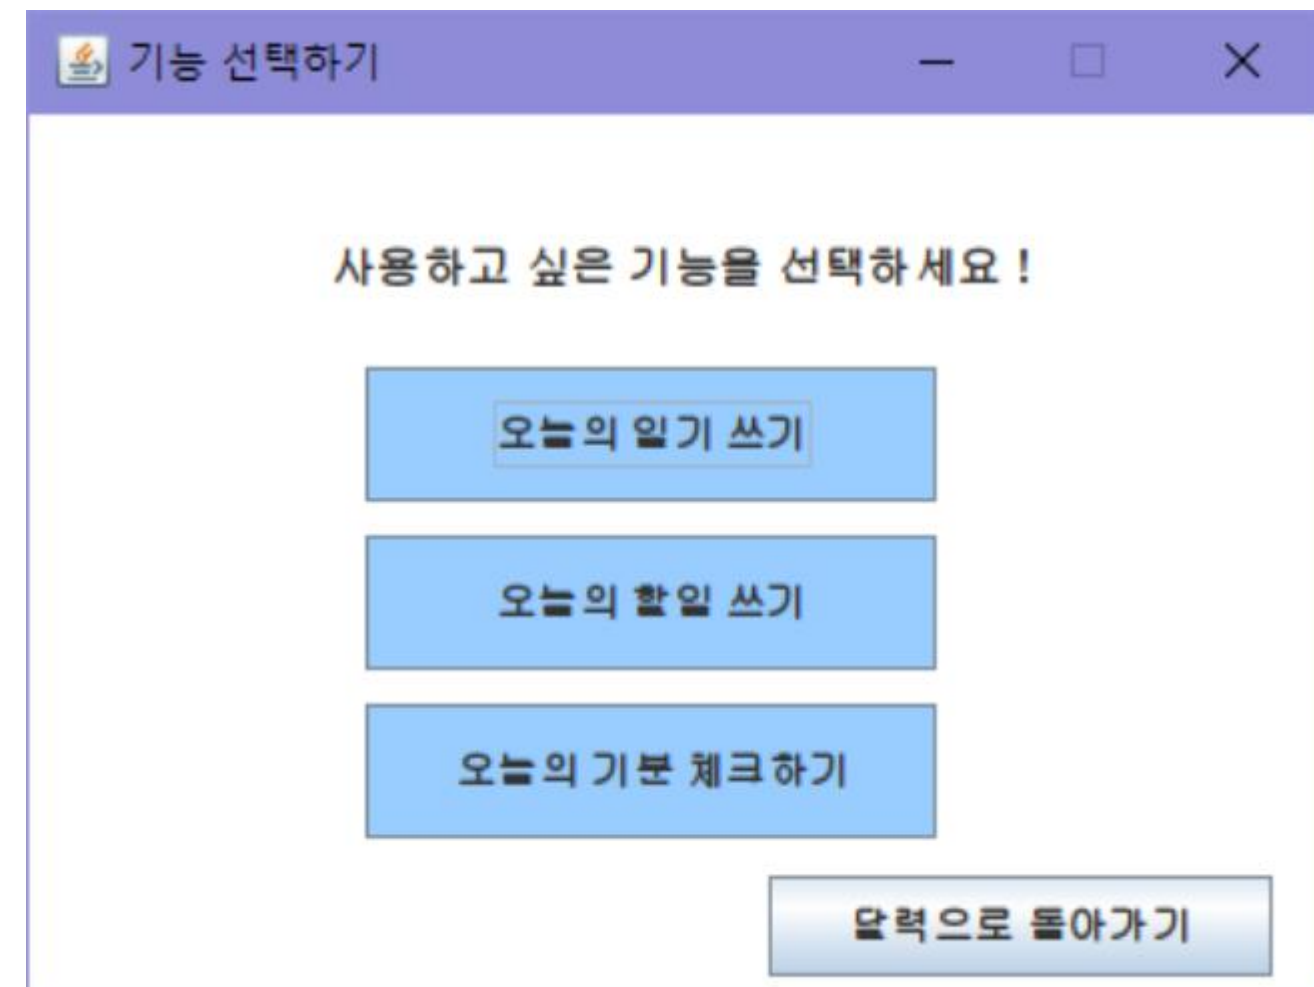 기능 선택하기
사용하고 싶은 기능을 선택하세요 !
오늘의 일기 쓰기
오늘의 할일 쓰기
오늘의 기분 체크하기
달력으로 돌아가기